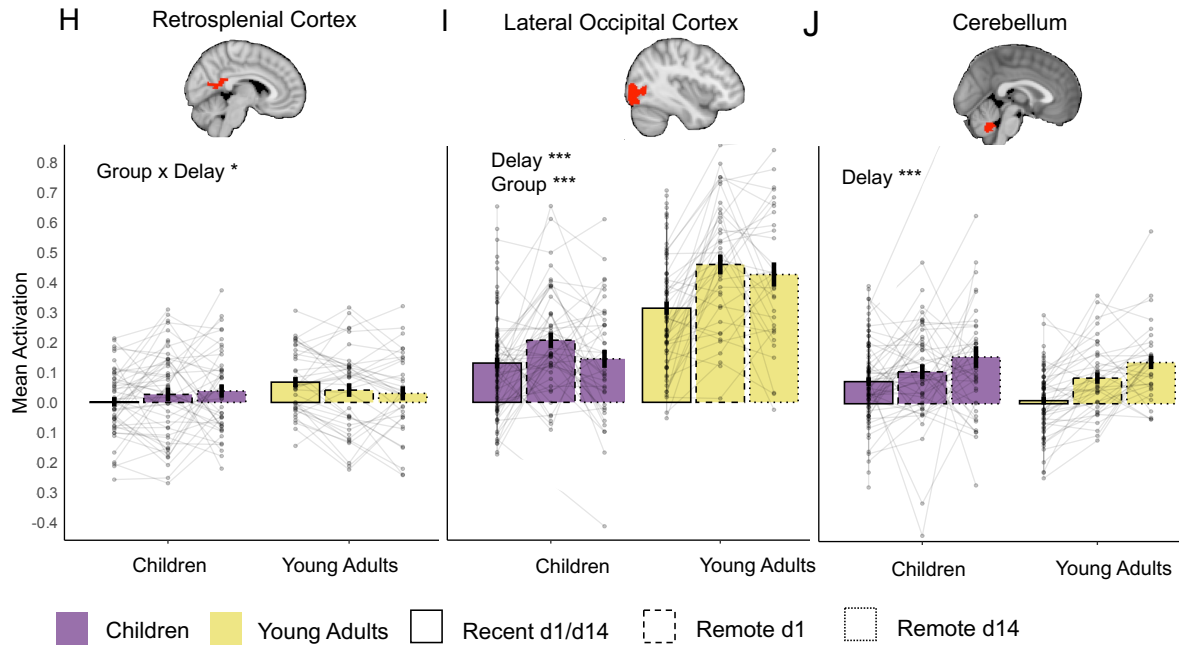 H Retrosplenial Cortex
I Lateral Occipital Cortex
J Cerebellum
Group x Delay *
Delay ***
Group ***
Delay ***
Mean Activation
0.8
0.7
0.6
0.5
0.4
0.3
0.2
0.1
0.0
0.1
0.2
0.3
0.3
-0.4
Children Young Adults
Children Young Adults
Children Young Adults
Children Young Adults Recent d1/d14 Remote d1 Remote d14